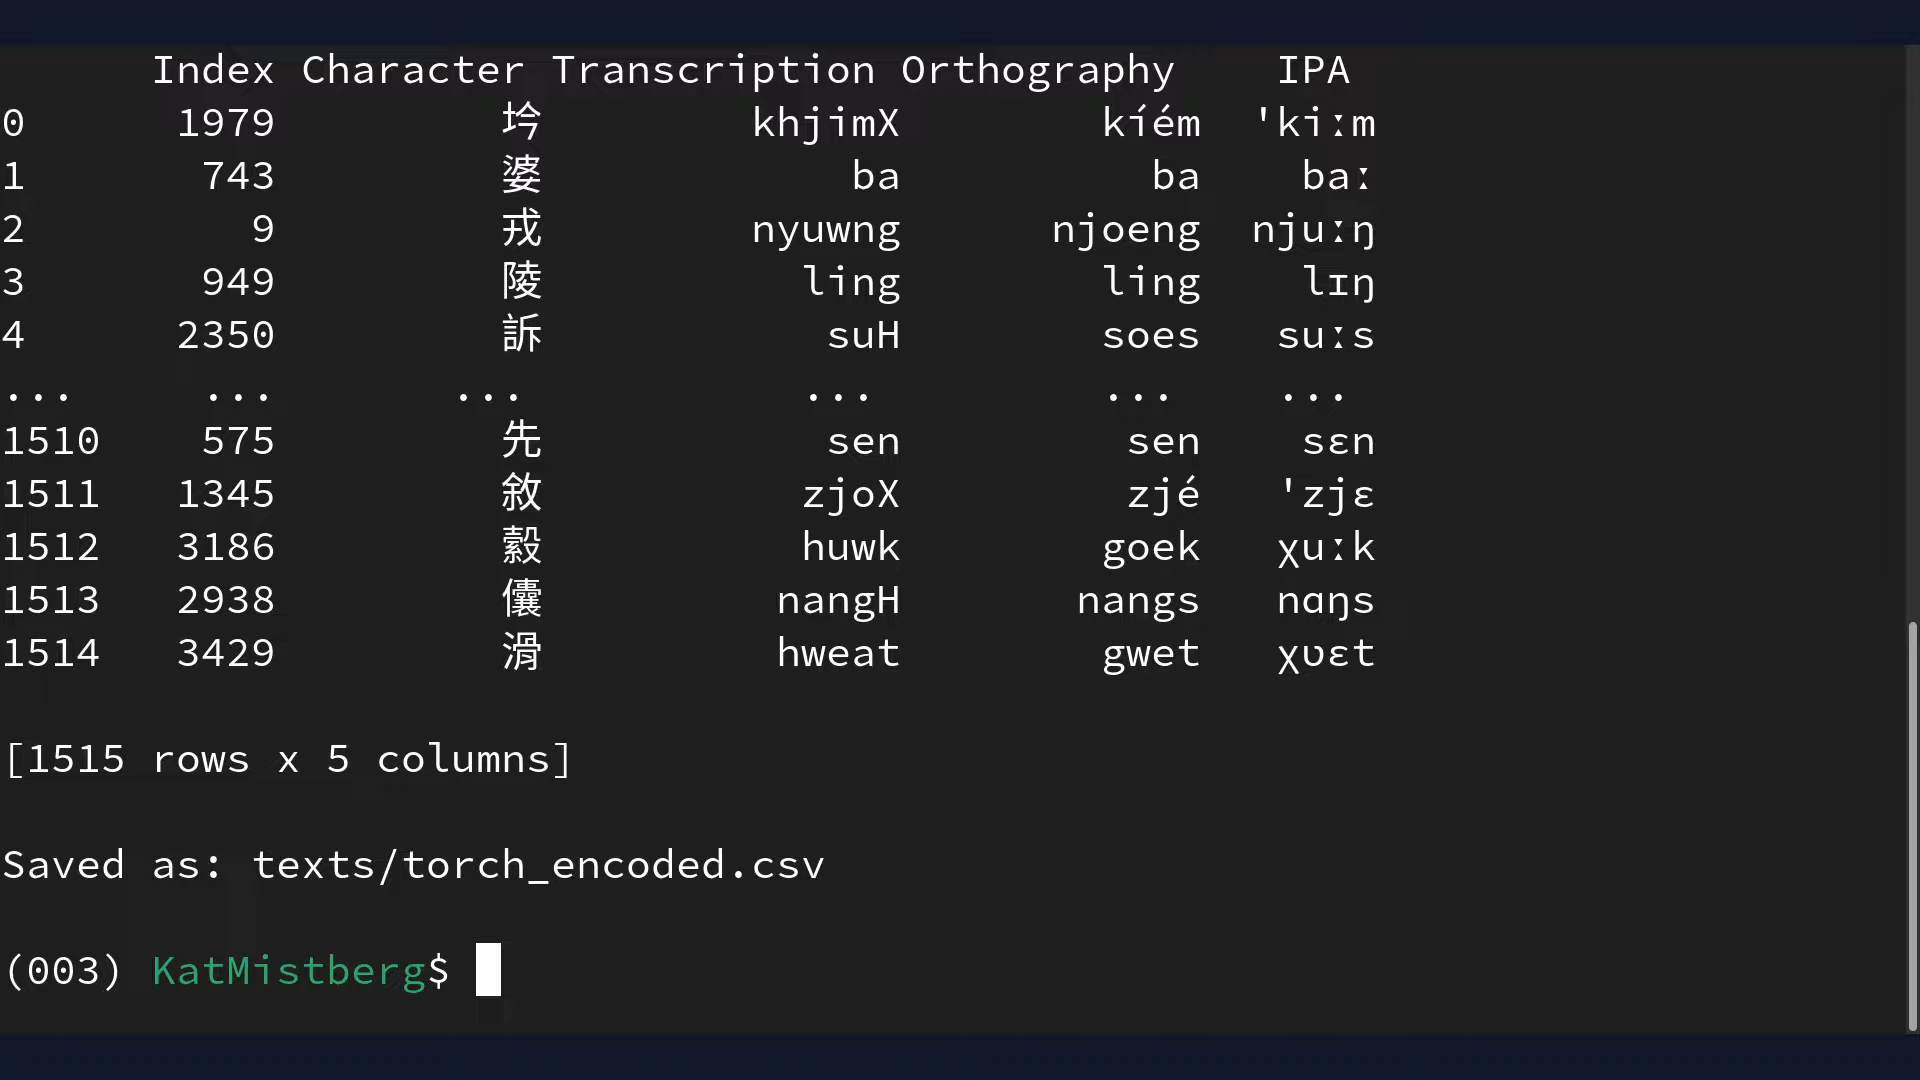 Index Character Transcription Orthography IPA
0 1979 坅 khjimX kíém 'kiːm
1 743 婆 ba ba baː
2 9 戎 nyuwng njoeng njuːŋ
3 949 陵 ling ling lɪŋ
4 2350 訴 suH soes suːs
... ... ... ... ... ...
1510 575 先 sen sen sɛn
1511 1345 敘 zjoX zjé 'zjɛ
1512 3186 縠 huwk goek χuːk
1513 2938 儾 nangH nangs nɑŋs
1514 3429 滑 hweat gwet χʋɛt
[1515 rows x 5 columns]
Saved as: texts/torch_encoded.csv
(003) KatMistberg$